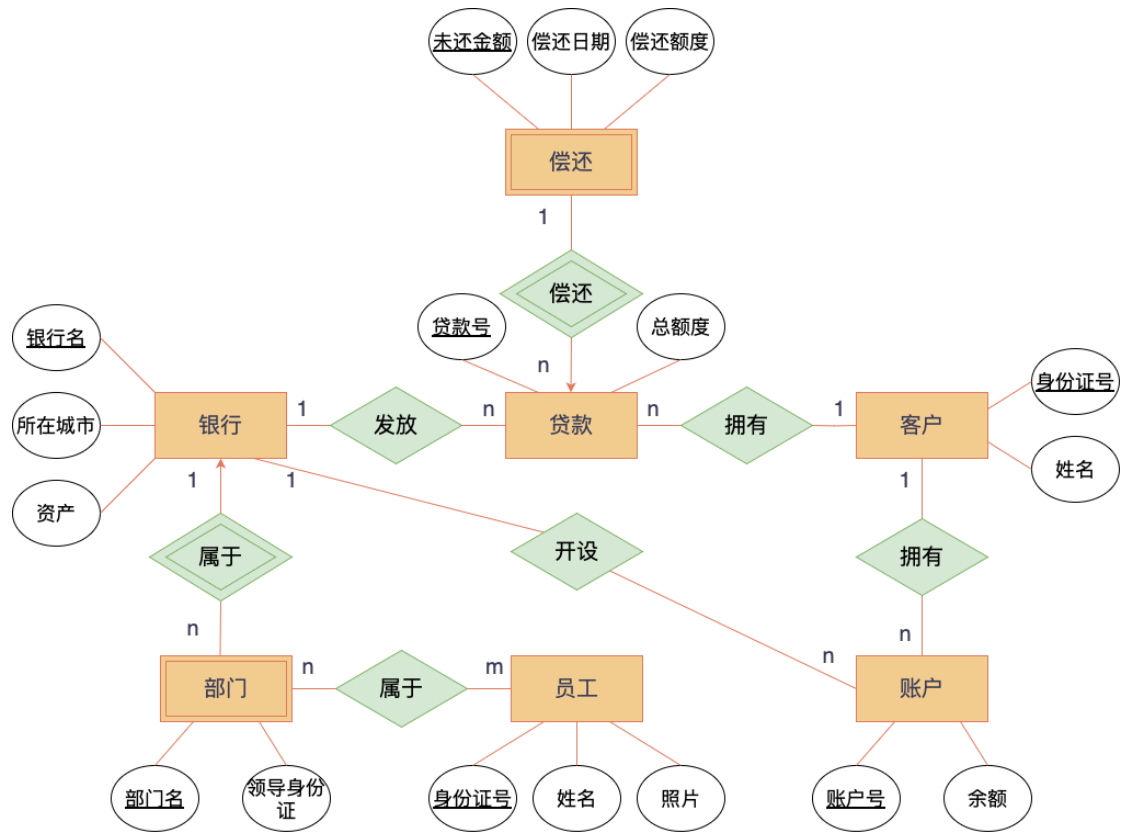 未还金额
偿还日期
偿还额度
偿还
1
偿还
n
贷款号
总额度
银行名
所在城市
资产
银行
1
发放
n
贷款
n
拥有
1
客户
身份证号
姓名
1
1
1
属于
开设
拥有
n
n
n
部门
n
属于
m
员工
账户
部门名
领导身份
证
身份证号
姓名
照片
账户号
余额